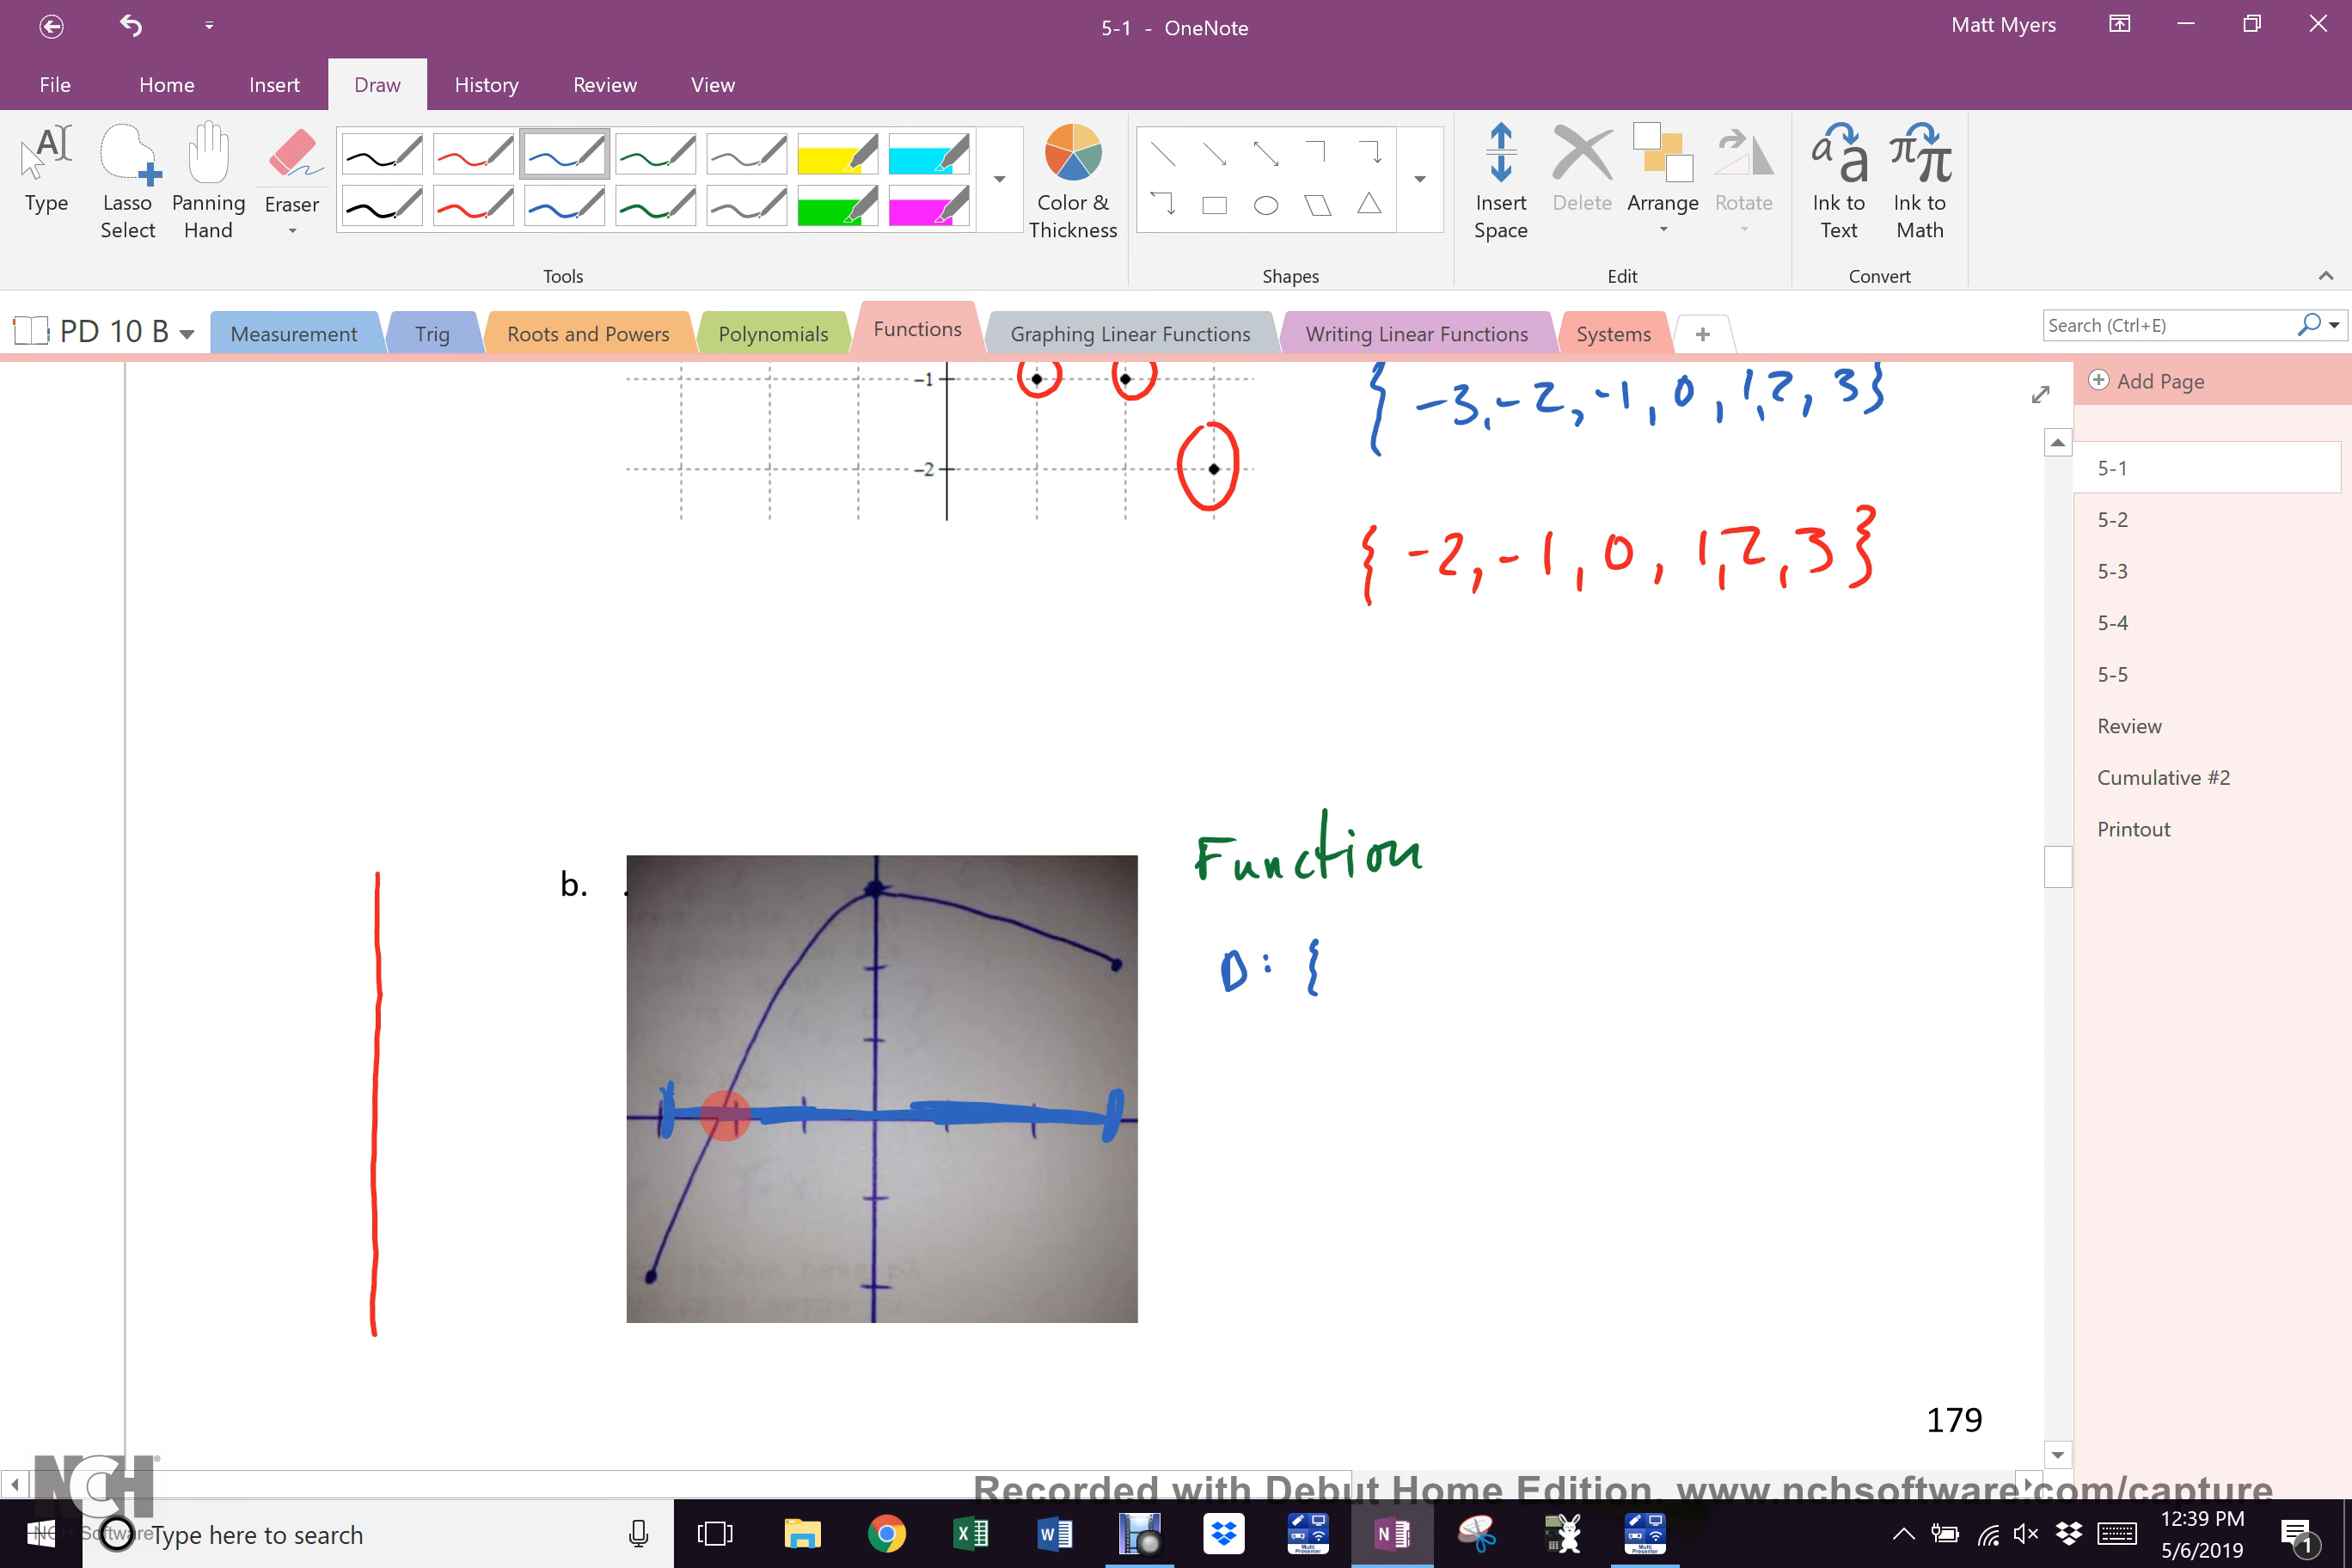 5-1 - OneNote
Matt Myers
File Home Insert Draw History Review View
Type
Lasso Select
Panning Hand
Eraser
Color & Thickness
Insert Space
Delete
Arrange
Rotate
Ink to Text
Ink to Math
Tools
Shapes
Edit
Convert
PD 10 B
Measurement
Trig
Roots and Powers
Polynomials
Functions
Graphing Linear Functions
Writing Linear Functions
Systems
+
Search (Ctrl+E)
Add Page
5-1
5-2
5-3
5-4
5-5
Review
Cumulative #2
Printout
-1
-2
{ -3, -2, -1, 0, 1, 2, 3}
{ -2, -1, 0, 1, 2, 3 }
b. .
Function
D: {
179
NCH
NCH Software
Recorded with Debut Home Edition. www.nchsoftware.com/capture
Type here to search
12:39 PM
5/6/2019
1